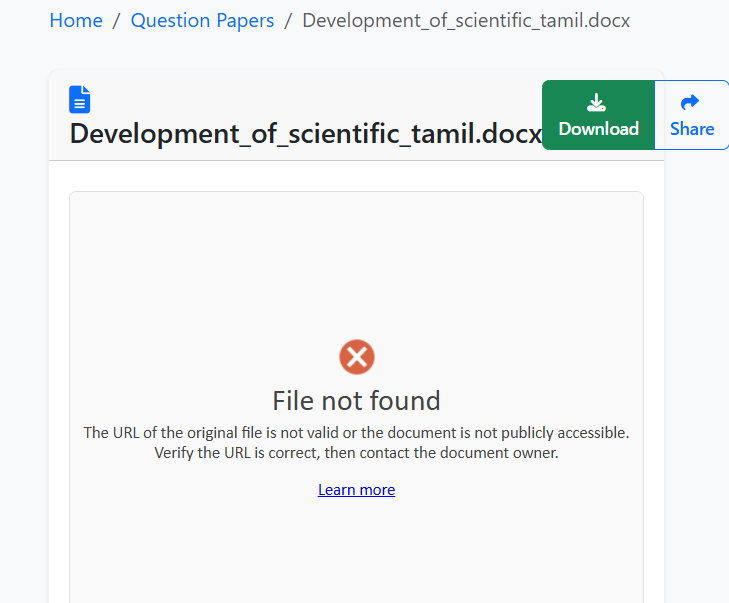 Home / Question Papers / Development_of_scientific_tamil.docx
Development_of_scientific_tamil.docx
Download
Share
File not found
The URL of the original file is not valid or the document is not publicly accessible.
Verify the URL is correct, then contact the document owner.
Learn more